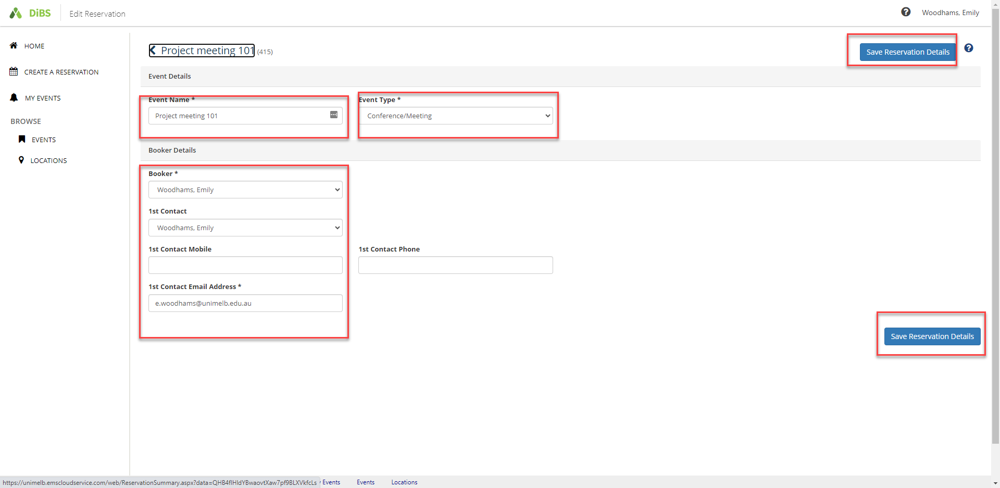 DiBS
Edit Reservation
Woodhams, Emily
HOME
CREATE A RESERVATION
MY EVENTS
BROWSE
EVENTS
LOCATIONS
Project meeting 101 (415)
Save Reservation Details
Event Details
Event Name *
Project meeting 101
Event Type *
Conference/Meeting
Booker Details
Booker *
Woodhams, Emily
1st Contact
Woodhams, Emily
1st Contact Mobile
1st Contact Phone
1st Contact Email Address *
e.woodhams@unimelb.edu.au
Save Reservation Details
https://unimelb.emscloudservice.com/web/ReservationSummary.aspx?data=QHB4fIHIdYBwaovtXaw7pf9BLXVkfcLs
Events
Events
Locations